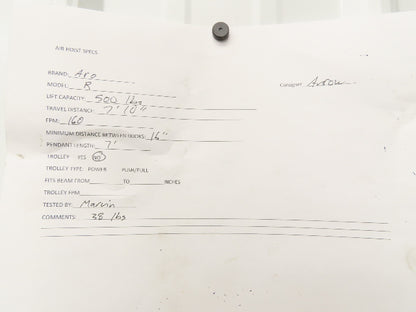 AIR HOIST SPECS
BRAND: ARO
Consignor Arrow
MODEL: R
LIFT CAPACITY: 500 lbs
TRAVEL DISTANCE: 7' 10"
FPM: 160
MINIMUM DISTANCE BETWEEN HOOKS: 16"
PENDANT LENGTH: 7'
TROLLEY YES NO
TROLLEY TYPE: POWER PUSH/PULL
FITS BEAM FROM TO INCHES
TROLLEY FPM
TESTED BY: Marvin
COMMENTS: 38 lbs